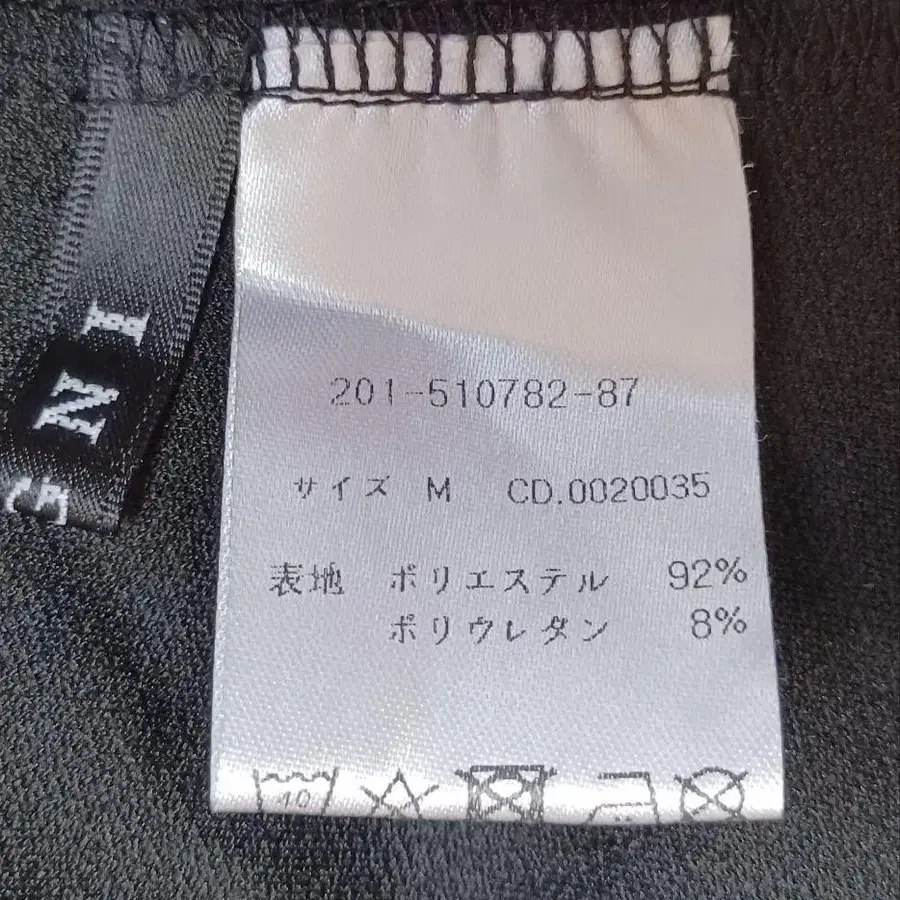 201-510782-87
サイズ M CD.0020035
表地 ポリエステル 92%
ポリウレタン 8%
40
N I